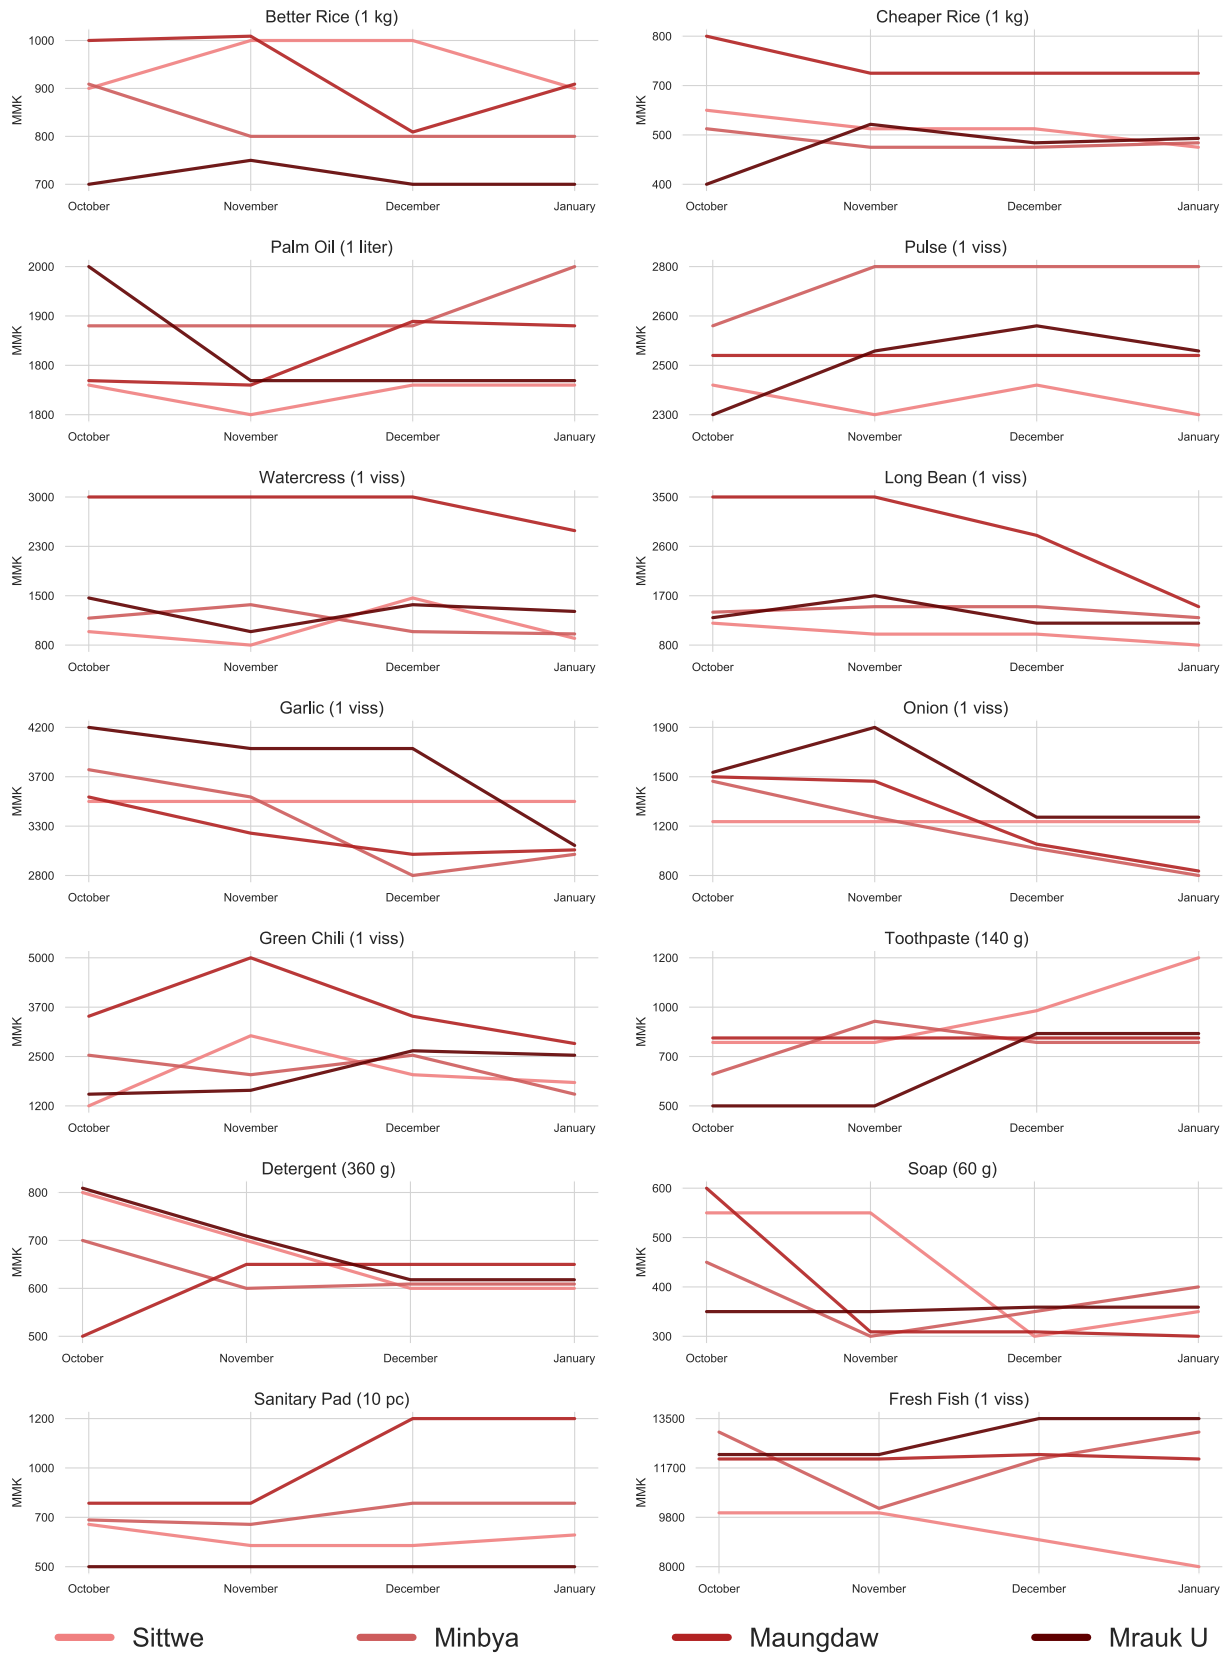 Better Rice (1 kg)
MMK
1000
900
800
700
October November December January
Cheaper Rice (1 kg)
MMK
800
700
500
400
October November December January
Palm Oil (1 liter)
MMK
2000
1900
1800
1800
October November December January
Pulse (1 viss)
MMK
2800
2600
2500
2300
October November December January
Watercress (1 viss)
MMK
3000
2300
1500
800
October November December January
Long Bean (1 viss)
MMK
3500
2600
1700
800
October November December January
Garlic (1 viss)
MMK
4200
3700
3300
2800
October November December January
Onion (1 viss)
MMK
1900
1500
1200
800
October November December January
Green Chili (1 viss)
MMK
5000
3700
2500
1200
October November December January
Toothpaste (140 g)
MMK
1200
1000
700
500
October November December January
Detergent (360 g)
MMK
800
700
600
500
October November December January
Soap (60 g)
MMK
600
500
400
300
October November December January
Sanitary Pad (10 pc)
MMK
1200
1000
700
500
October November December January
Fresh Fish (1 viss)
MMK
13500
11700
9800
8000
October November December January
Sittwe Minbya Maungdaw Mrauk U